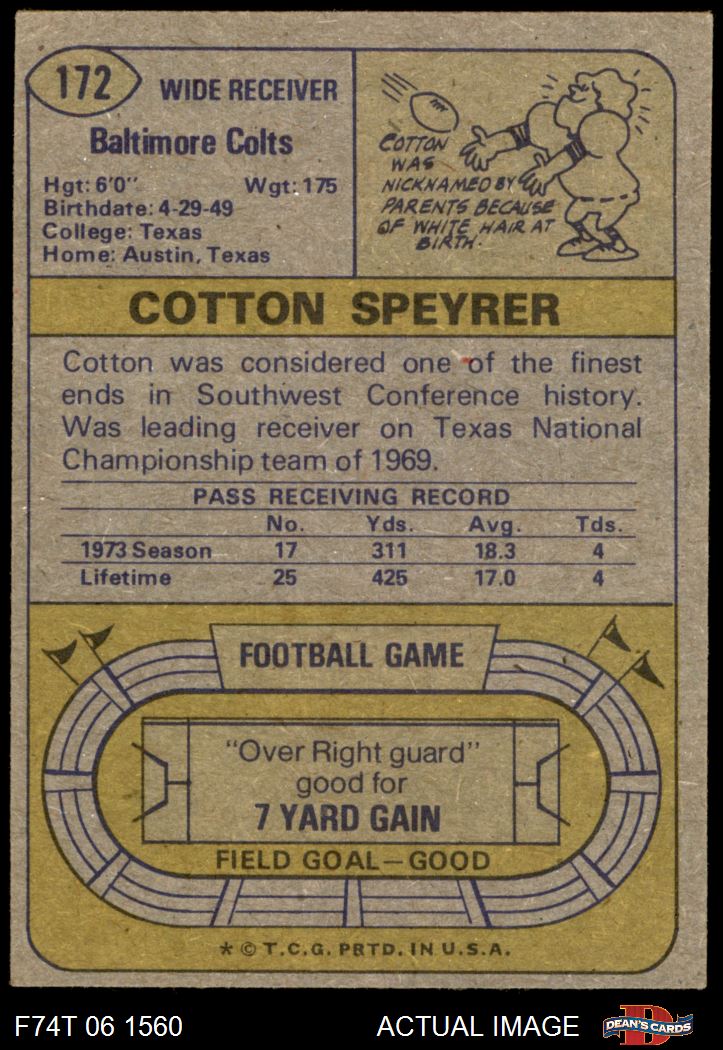 172
WIDE RECEIVER
Baltimore Colts
Hgt: 6'0" Wgt: 175
Birthdate: 4-29-49
College: Texas
Home: Austin, Texas
COTTON
WAS
NICKNAMED BY
PARENTS BECAUSE
OF WHITE HAIR AT
BIRTH.
COTTON SPEYRER
Cotton was considered one of the finest
ends in Southwest Conference history.
Was leading receiver on Texas National
Championship team of 1969.
PASS RECEIVING RECORD
No. Yds. Avg. Tds.
1973 Season 17 311 18.3 4
Lifetime 25 425 17.0 4
FOOTBALL GAME
"Over Right guard"
good for
7 YARD GAIN
FIELD GOAL—GOOD
* © T.C.G. PRTD. IN U.S.A.
F74T 06 1560 ACTUAL IMAGE
D
DEAN'S CARDS